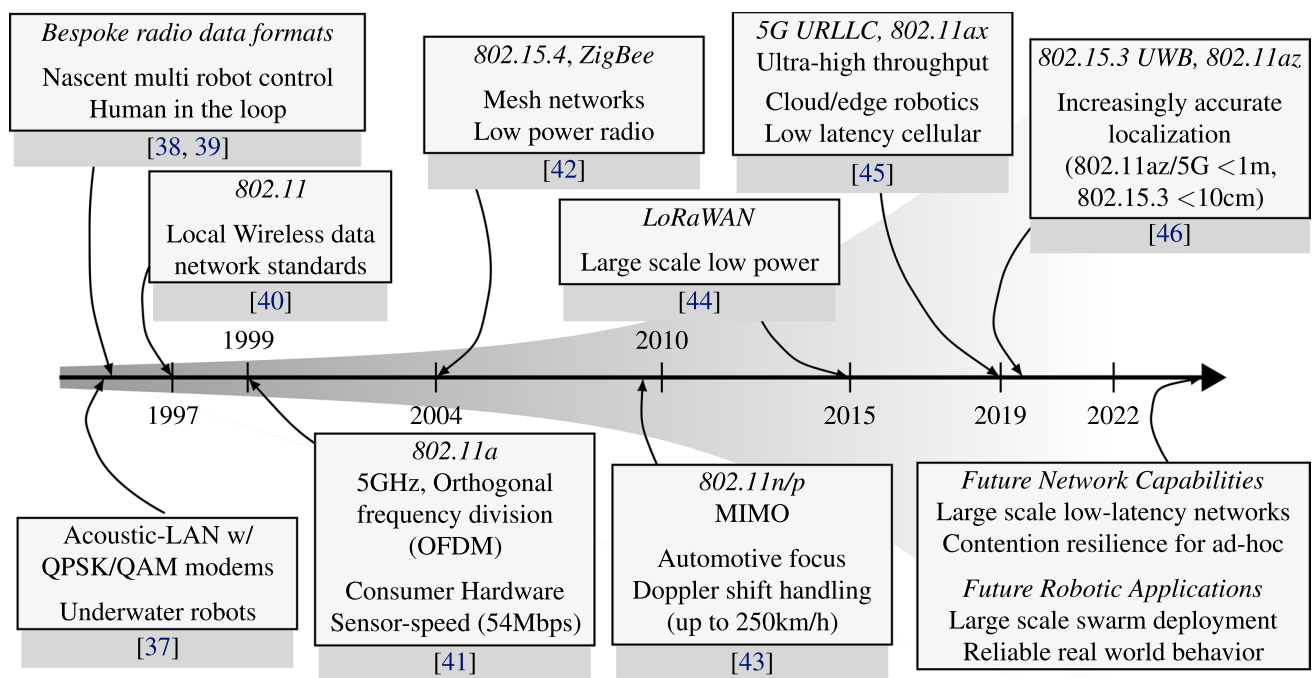 Bespoke radio data formats
Nascent multi robot control
Human in the loop
[38, 39]
802.11
Local Wireless data
network standards
[40]
802.15.4, ZigBee
Mesh networks
Low power radio
[42]
LoRaWAN
Large scale low power
[44]
5G URLLC, 802.11ax
Ultra-high throughput
Cloud/edge robotics
Low latency cellular
[45]
802.15.3 UWB, 802.11az
Increasingly accurate
localization
(802.11az/5G <1m,
802.15.3 <10cm)
[46]
1999
2010
1997
2004
2015
2019
2022
Acoustic-LAN w/
QPSK/QAM modems
Underwater robots
[37]
802.11a
5GHz, Orthogonal
frequency division
(OFDM)
Consumer Hardware
Sensor-speed (54Mbps)
[41]
802.11n/p
MIMO
Automotive focus
Doppler shift handling
(up to 250km/h)
[43]
Future Network Capabilities
Large scale low-latency networks
Contention resilience for ad-hoc
Future Robotic Applications
Large scale swarm deployment
Reliable real world behavior